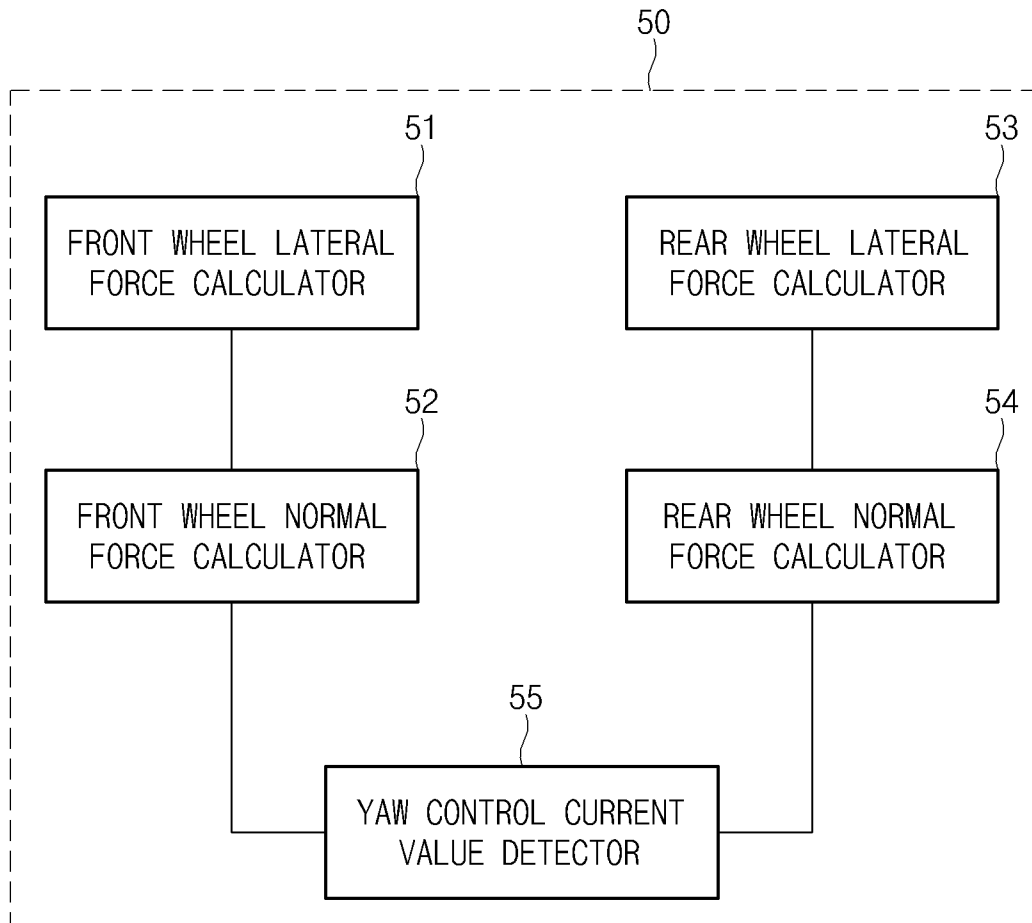 50
51
FRONT WHEEL LATERAL
FORCE CALCULATOR
53
REAR WHEEL LATERAL
FORCE CALCULATOR
52
FRONT WHEEL NORMAL
FORCE CALCULATOR
54
REAR WHEEL NORMAL
FORCE CALCULATOR
55
YAW CONTROL CURRENT
VALUE DETECTOR